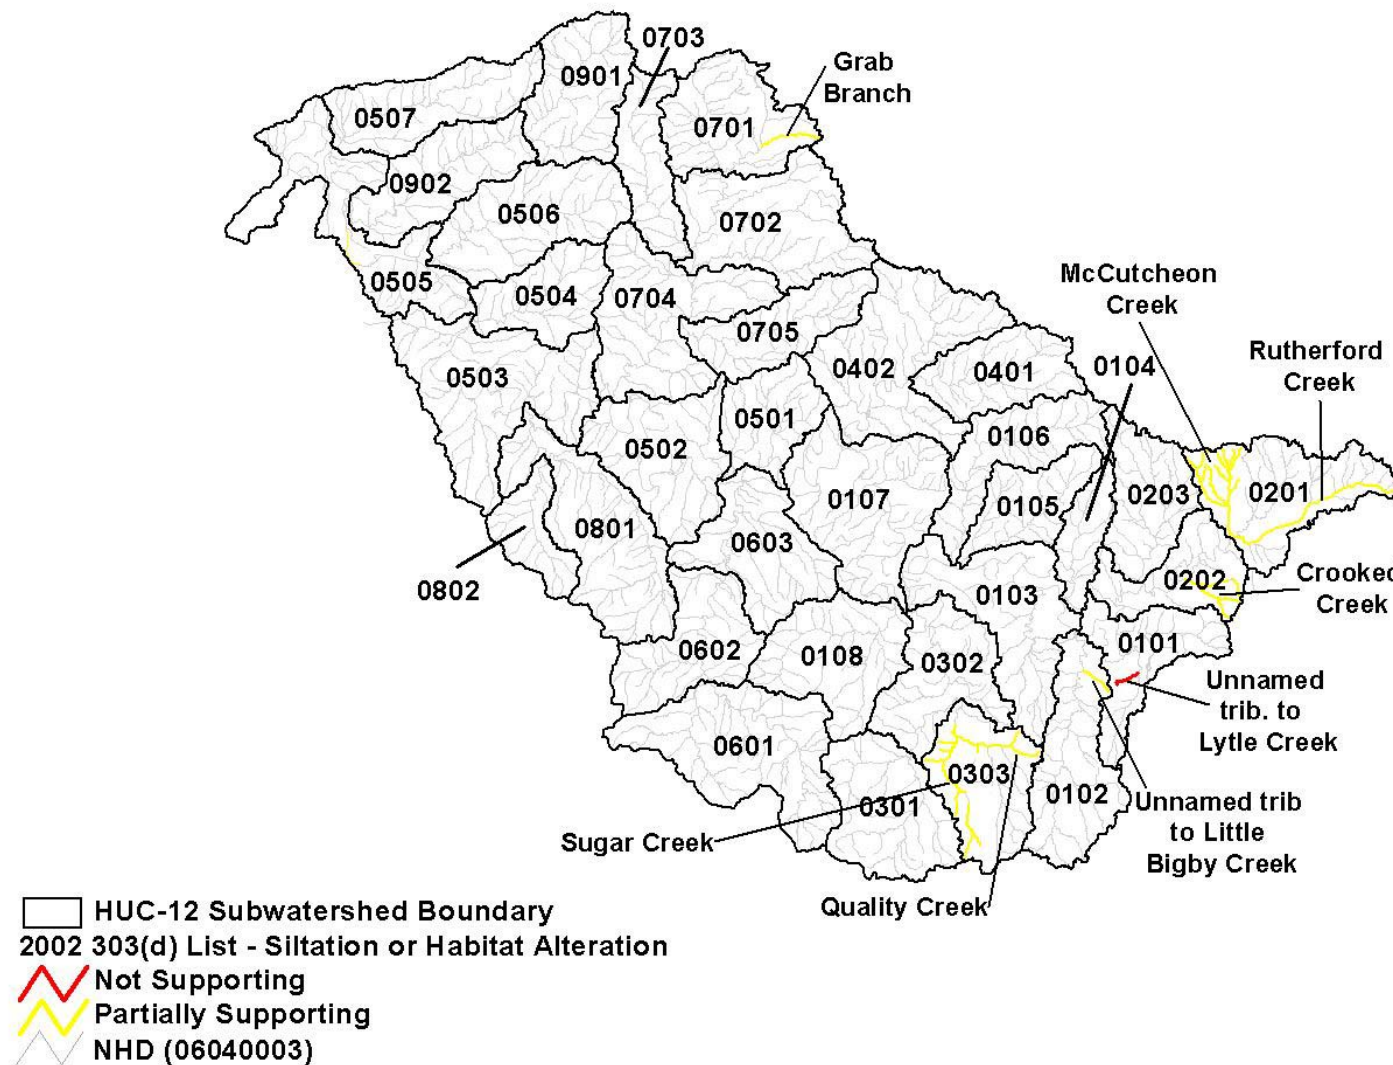 0703
Grab
Branch
0901
0507
0701
0902
0506
0702
0505
0504
0704
McCutcheon
Creek
0705
0503
0402
0401
0104
Rutherford
Creek
0501
0502
0106
0107
0105
0203
0201
0801
0603
0802
0103
0202
Crooked
Creek
0602
0108
0302
0101
Unnamed
trib. to
Lytle Creek
0601
0303
0301
0102
Unnamed trib
to Little
Bigby Creek
Sugar Creek
Quality Creek
HUC-12 Subwatershed Boundary
2002 303(d) List - Siltation or Habitat Alteration
Not Supporting
Partially Supporting
NHD (06040003)